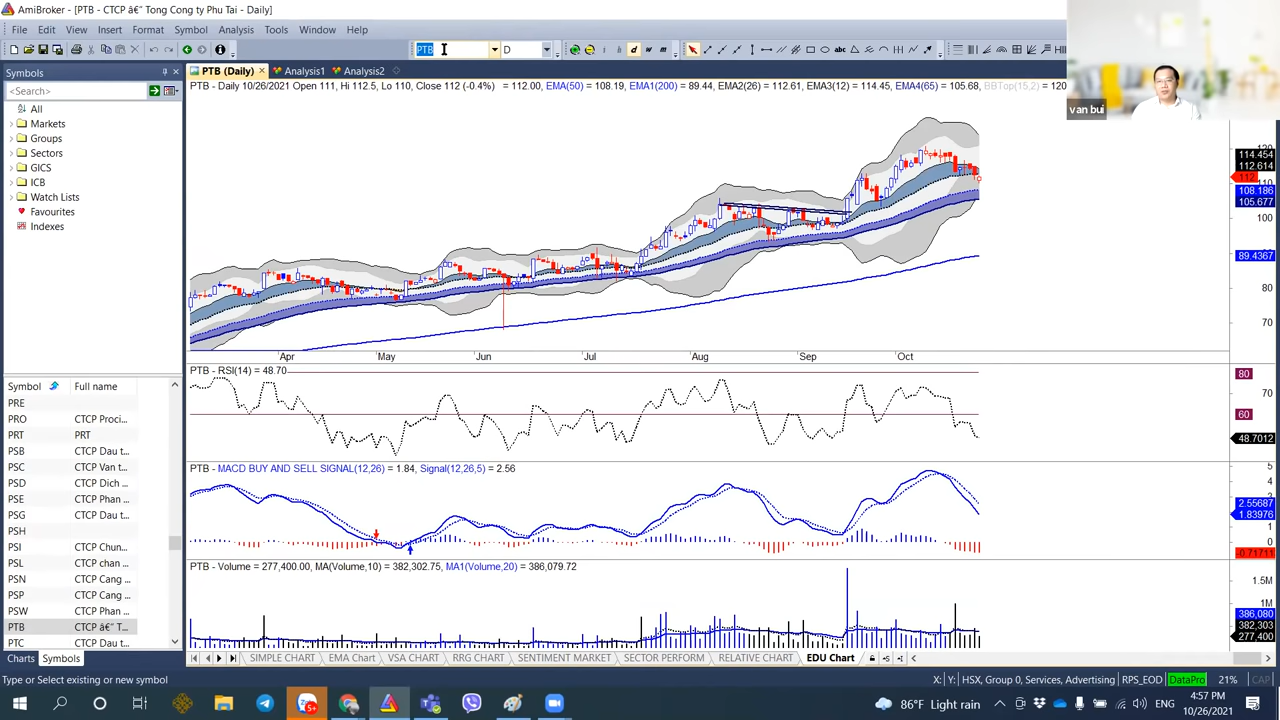 AmiBroker - [PTB - CTCP â€“ Tong Cong ty Phu Tai - Daily]
File Edit View Insert Format Symbol Analysis Tools Window Help
PTB D
abc d w m
Symbols
PTB (Daily) Analysis1 Analysis2
<Search>
All
Markets
Groups
Sectors
GICS
ICB
Watch Lists
Favourites
Indexes
PTB - Daily 10/26/2021 Open 111, Hi 112.5, Lo 110, Close 112 (-0.4%) = 112.00, EMA(50) = 108.19, EMA1(200) = 89.44, EMA2(26) = 112.61, EMA3(12) = 114.45, EMA4(65) = 105.68, BBTop(15,2) = 120
van bui
120
114.454
112.614
112
110
108.186
105.677
100
89.4367
80
70
Apr May Jun Jul Aug Sep Oct
PTB - RSI(14) = 48.70
80
70
60
48.7012
PTB - MACD BUY AND SELL SIGNAL(12,26) = 1.84, Signal(12,26,5) = 2.56
5
4
2.55687
1.83976
1
0
-0.71711
PTB - Volume = 277,400.00, MA(Volume,10) = 382,302.75, MA1(Volume,20) = 386,079.72
1.5M
1M
386,080
382,303
277,400
Symbol Full name
PRE
PRO CTCP Proci...
PRT PRT
PSB CTCP Dau t...
PSC CTCP Van t...
PSD CTCP Dich ...
PSE CTCP Phan ...
PSG CTCP Dau t...
PSH
PSI CTCP Chun...
PSL CTCP chan ...
PSN CTCP Cang ...
PSP CTCP Cang ...
PSW CTCP Phan ...
PTB CTCP â€“ T...
PTC CTCP Dau t...
Charts Symbols
SIMPLE CHART EMA Chart VSA CHART RRG CHART SENTIMENT MARKET SECTOR PERFORM RELATIVE CHART EDU Chart
Type or Select existing or new symbol
X: Y: HSX, Group 0, Services, Advertising RPS_EOD DataPro 21% CAP
5+
86°F Light rain
ENG
4:57 PM
10/26/2021